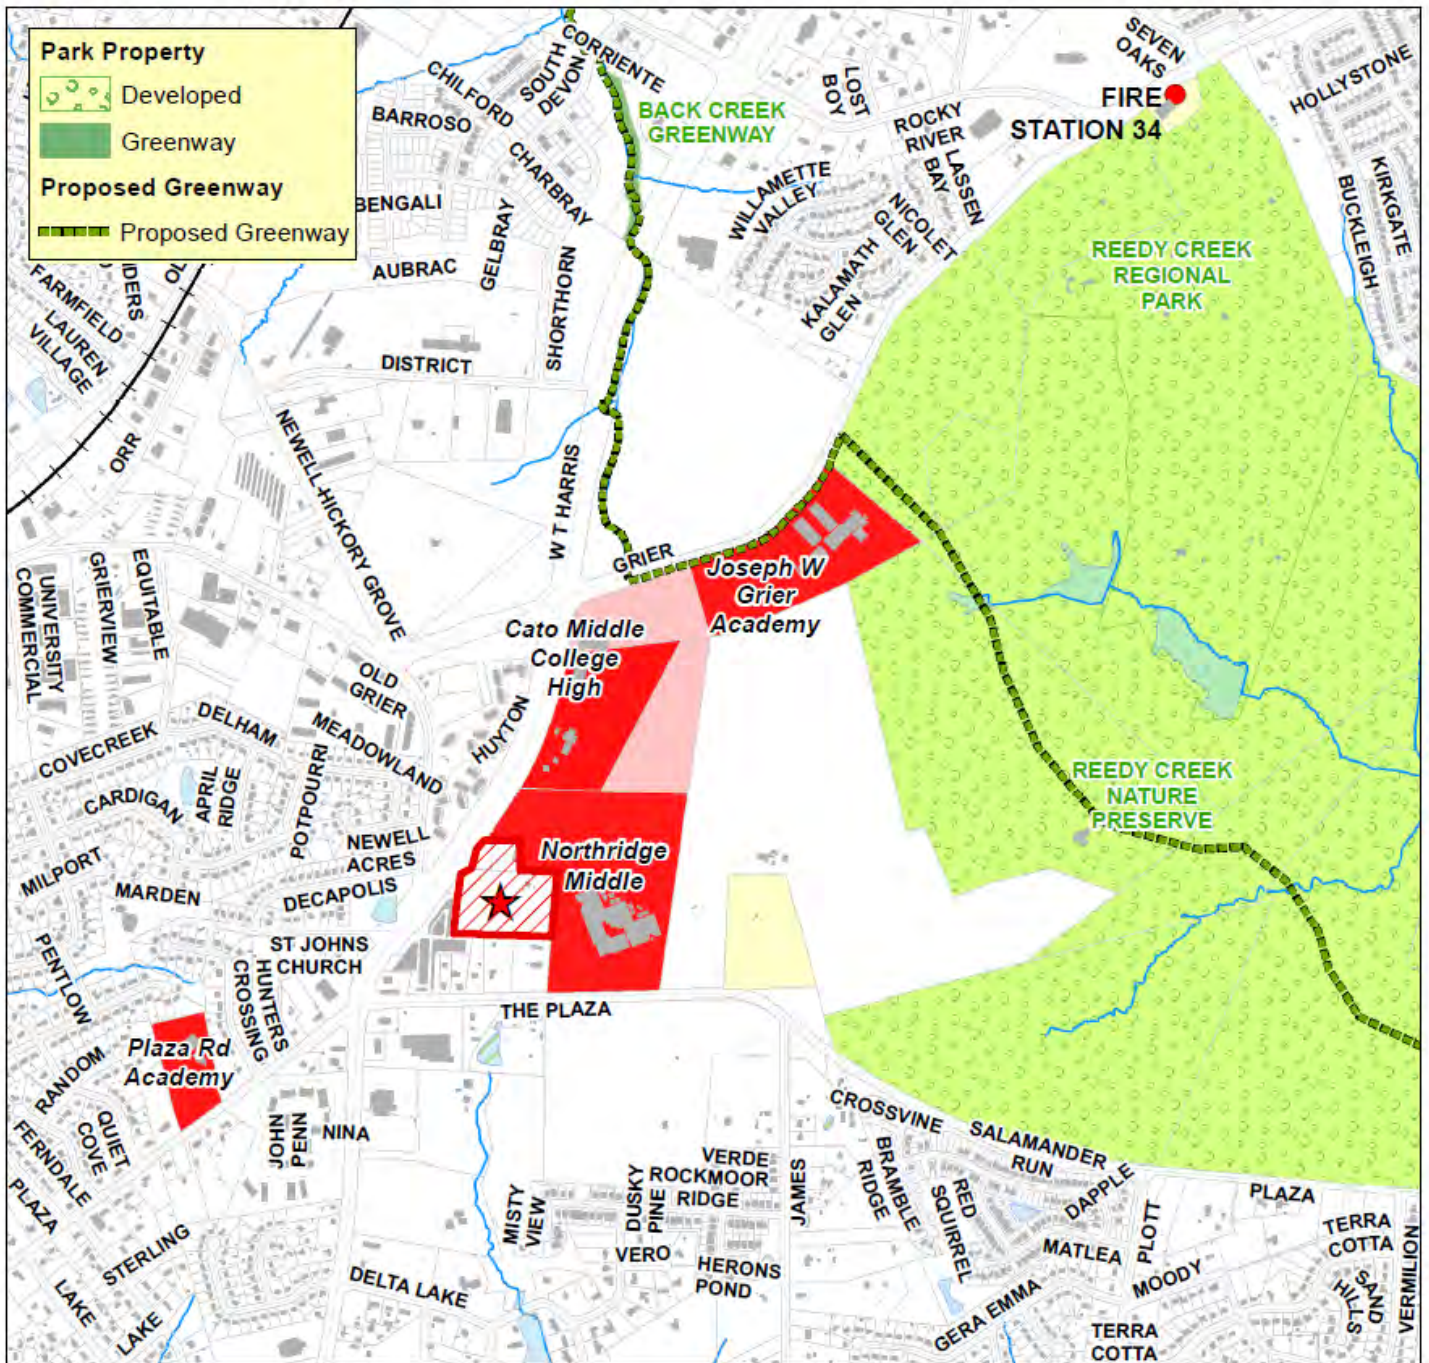 Park Property
Developed
Greenway
Proposed Greenway
Proposed Greenway
CORRIENTE
SOUTH
DEVON
CHILFORD
BARROSO
CHARBRAY
BENGALI
GELBRAY
AUBRAC
SHORTHORN
DISTRICT
BACK CREEK
GREENWAY
LOST
BOY
ROCKY
RIVER
SEVEN
OAKS
FIRE
STATION 34
HOLLYSTONE
KIRKGATE
BUCKLEIGH
WILLAMETTE
VALLEY
LASSEN
BAY
NICOLET
GLEN
KALAMATH
GLEN
REEDY CREEK
REGIONAL
PARK
FARMFIELD
LAUREN
VILLAGE
ORR
NEWELL-HICKORY GROVE
W T HARRIS
GRIER
Joseph W
Grier
Academy
Cato Middle
College
High
UNIVERSITY
COMMERCIAL
GRIERVIEW
EQUITABLE
OLD
GRIER
HUYTON
DELHAM
MEADOWLAND
COVECREEK
CARDIGAN
APRIL
RIDGE
POTPOURRI
NEWELL
ACRES
MILPORT
MARDEN
DECAPOLIS
Northridge
Middle
REEDY CREEK
NATURE
PRESERVE
ST JOHNS
CHURCH
HUNTERS
CROSSING
PENTLOW
THE PLAZA
Plaza Rd
Academy
RANDOM
QUIET
COVE
FERNDALE
PLAZA
JOHN
PENN
NINA
STERLING
LAKE
LAKE
DELTA LAKE
MISTY
VIEW
DUSKY
PINE
VERDE
ROCKMOOR
RIDGE
VERO
HERONS
POND
JAMES
CROSSVINE
SALAMANDER
RUN
BRAMBLE
RIDGE
RED
SQUIRREL
DAPPLE
PLOTT
MATLEA
MOODY
GERA EMMA
PLAZA
TERRA
COTTA
SAND
HILLS
VERMILION
TERRA
COTTA